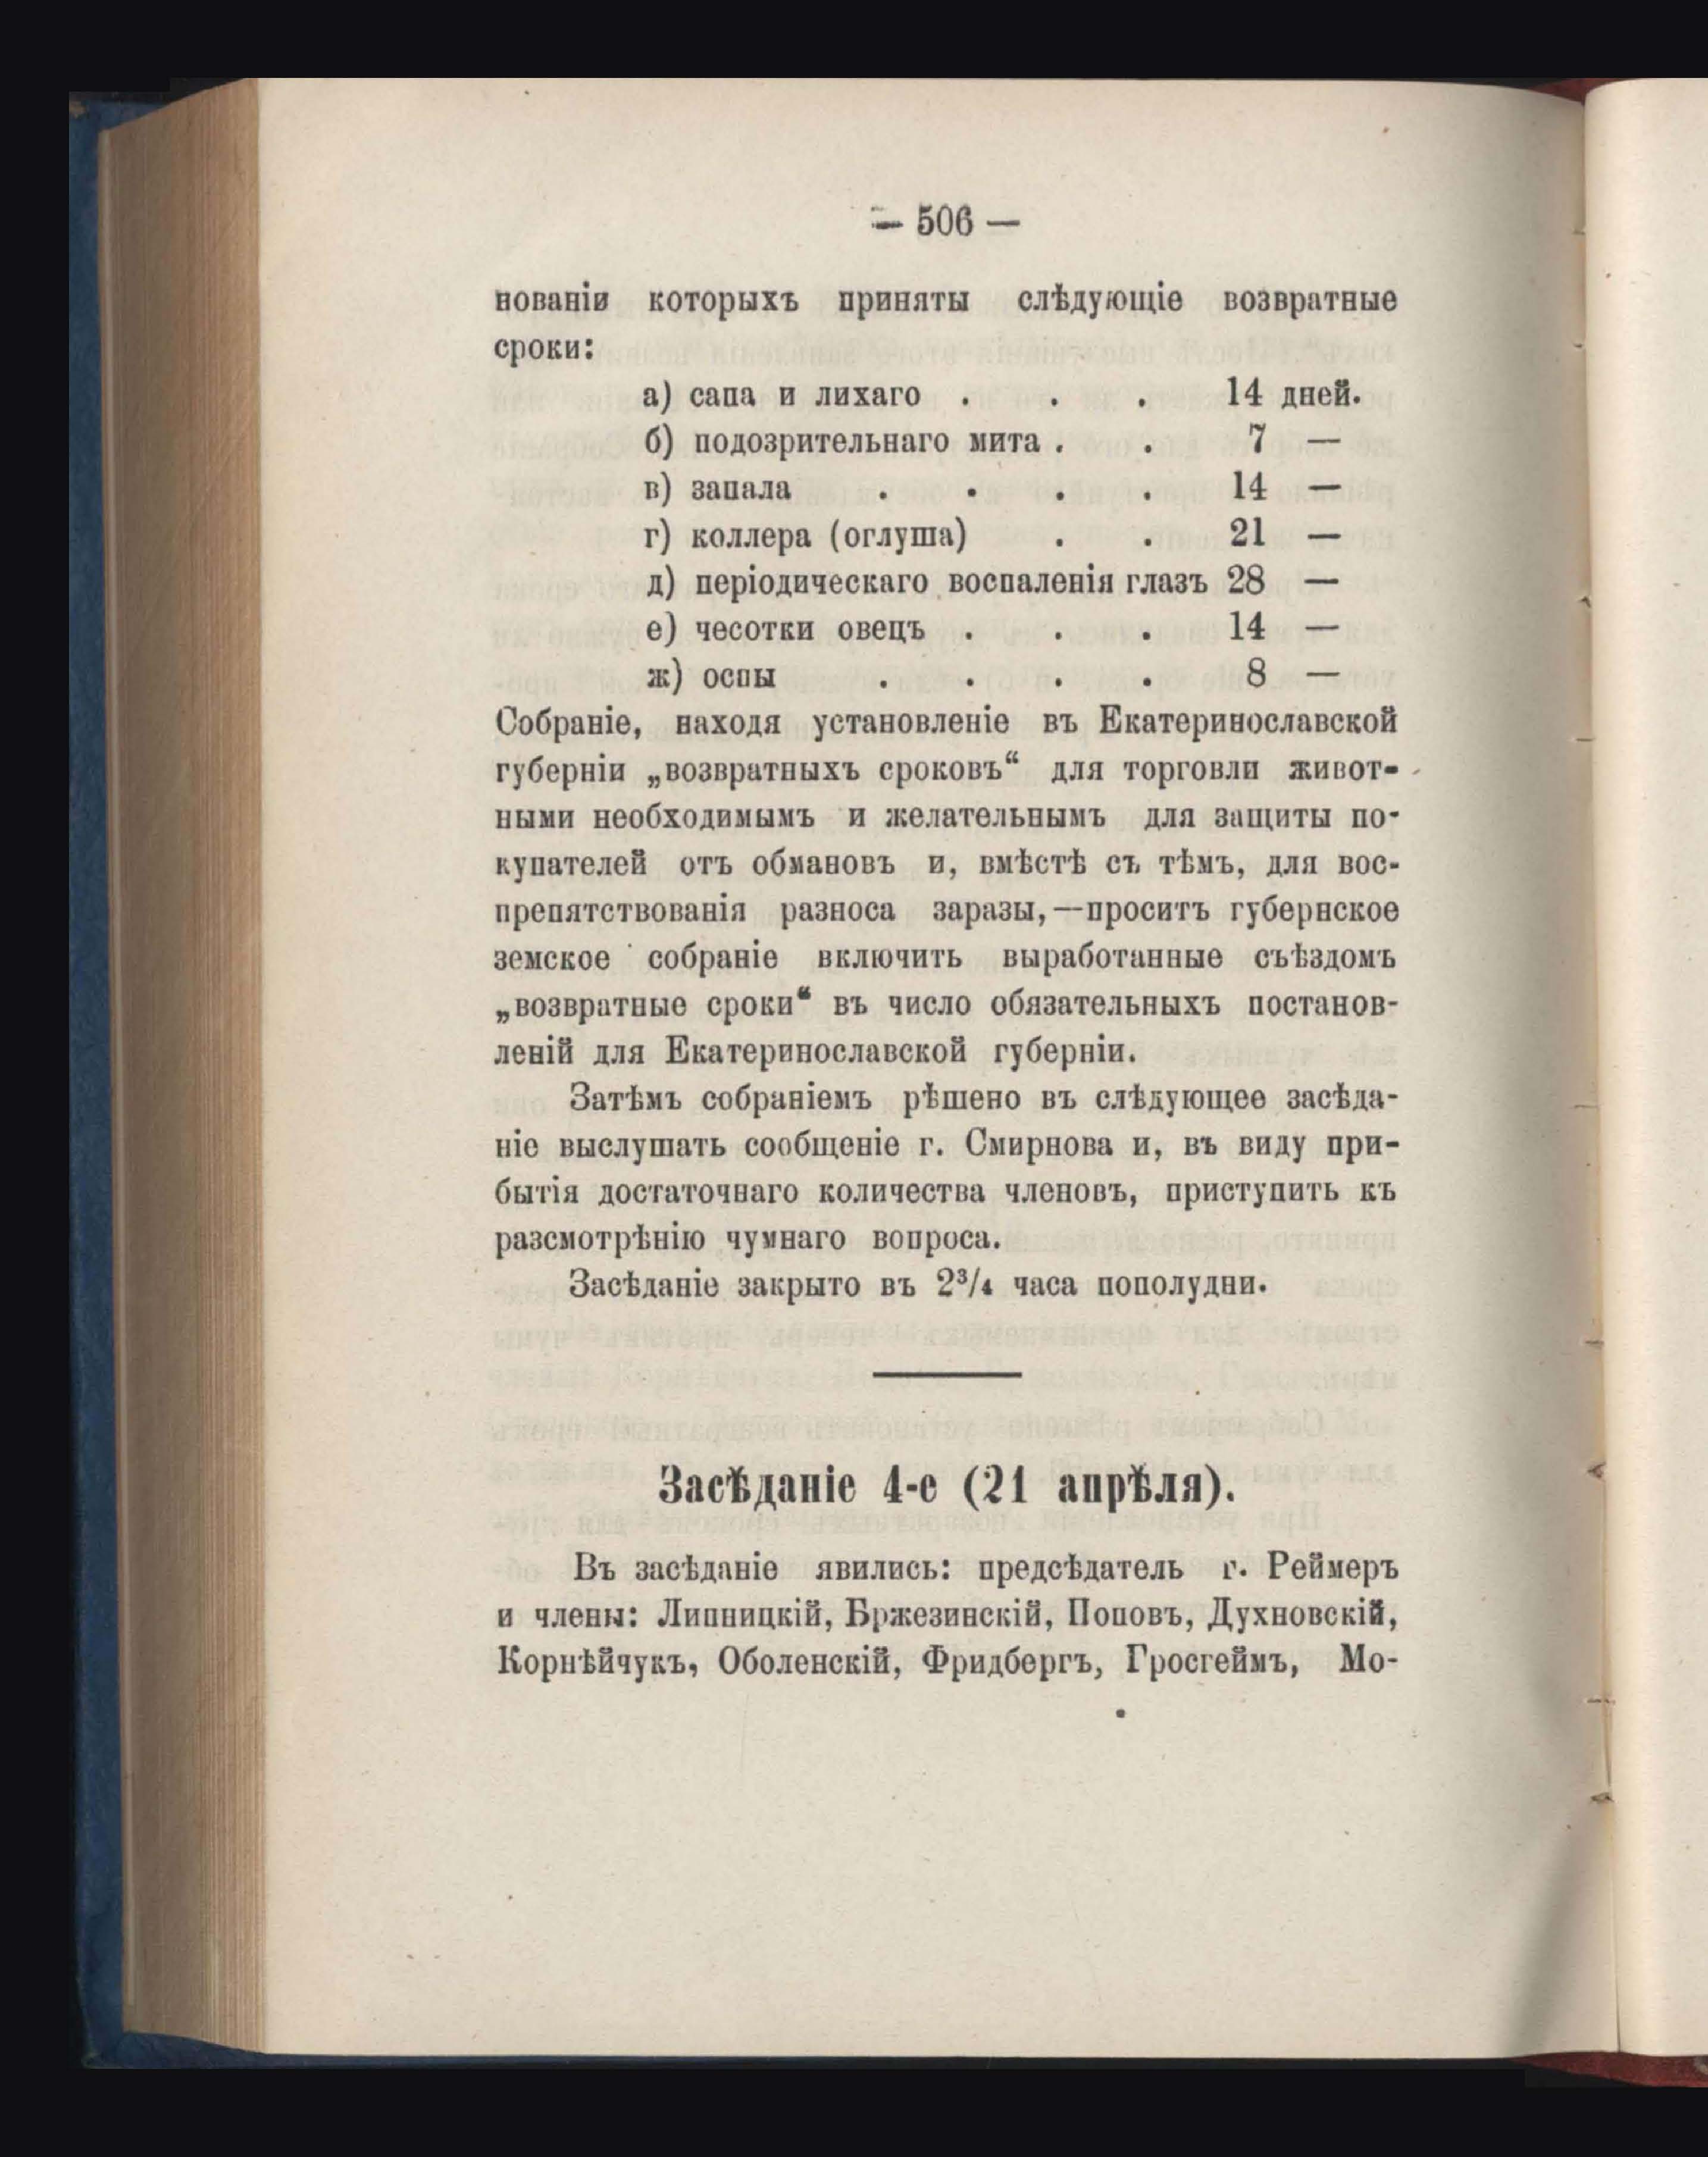 — 506 —
нованіи которыхъ приняты слѣдующіе возвратные
сроки:
а) сапа и лихаго . . . 14 дней.
б) подозрительнаго мита . . 7 —
в) запала . . . . 14 —
г) коллера (оглуша) . . 21 —
д) періодическаго воспаленія глазъ 28 —
е) чесотки овецъ . . . 14 —
ж) оспы . . . . 8 —
Собраніе, находя установленіе въ Екатеринославской
губерніи „возвратныхъ сроковъ“ для торговли живот-
ными необходимымъ и желательнымъ для защиты по-
купателей отъ обмановъ и, вмѣстѣ съ тѣмъ, для вос-
препятствованія разноса заразы,—проситъ губернское
земское собраніе включить выработанные съѣздомъ
„возвратные сроки“ въ число обязательныхъ постанов-
леній для Екатеринославской губерніи.
Затѣмъ собраніемъ рѣшено въ слѣдующее засѣда-
ніе выслушать сообщеніе г. Смирнова и, въ виду при-
бытія достаточнаго количества членовъ, приступить къ
разсмотрѣнію чумнаго вопроса.
Засѣданіе закрыто въ 2³/₄ часа пополудни.
Засѣданіе 4-е (21 апрѣля).
Въ засѣданіе явились: предсѣдатель г. Реймеръ
и члены: Липницкій, Бржезинскій, Поповъ, Духновскій,
Корнѣйчукъ, Оболенскій, Фридбергъ, Гросгеймъ, Мо-